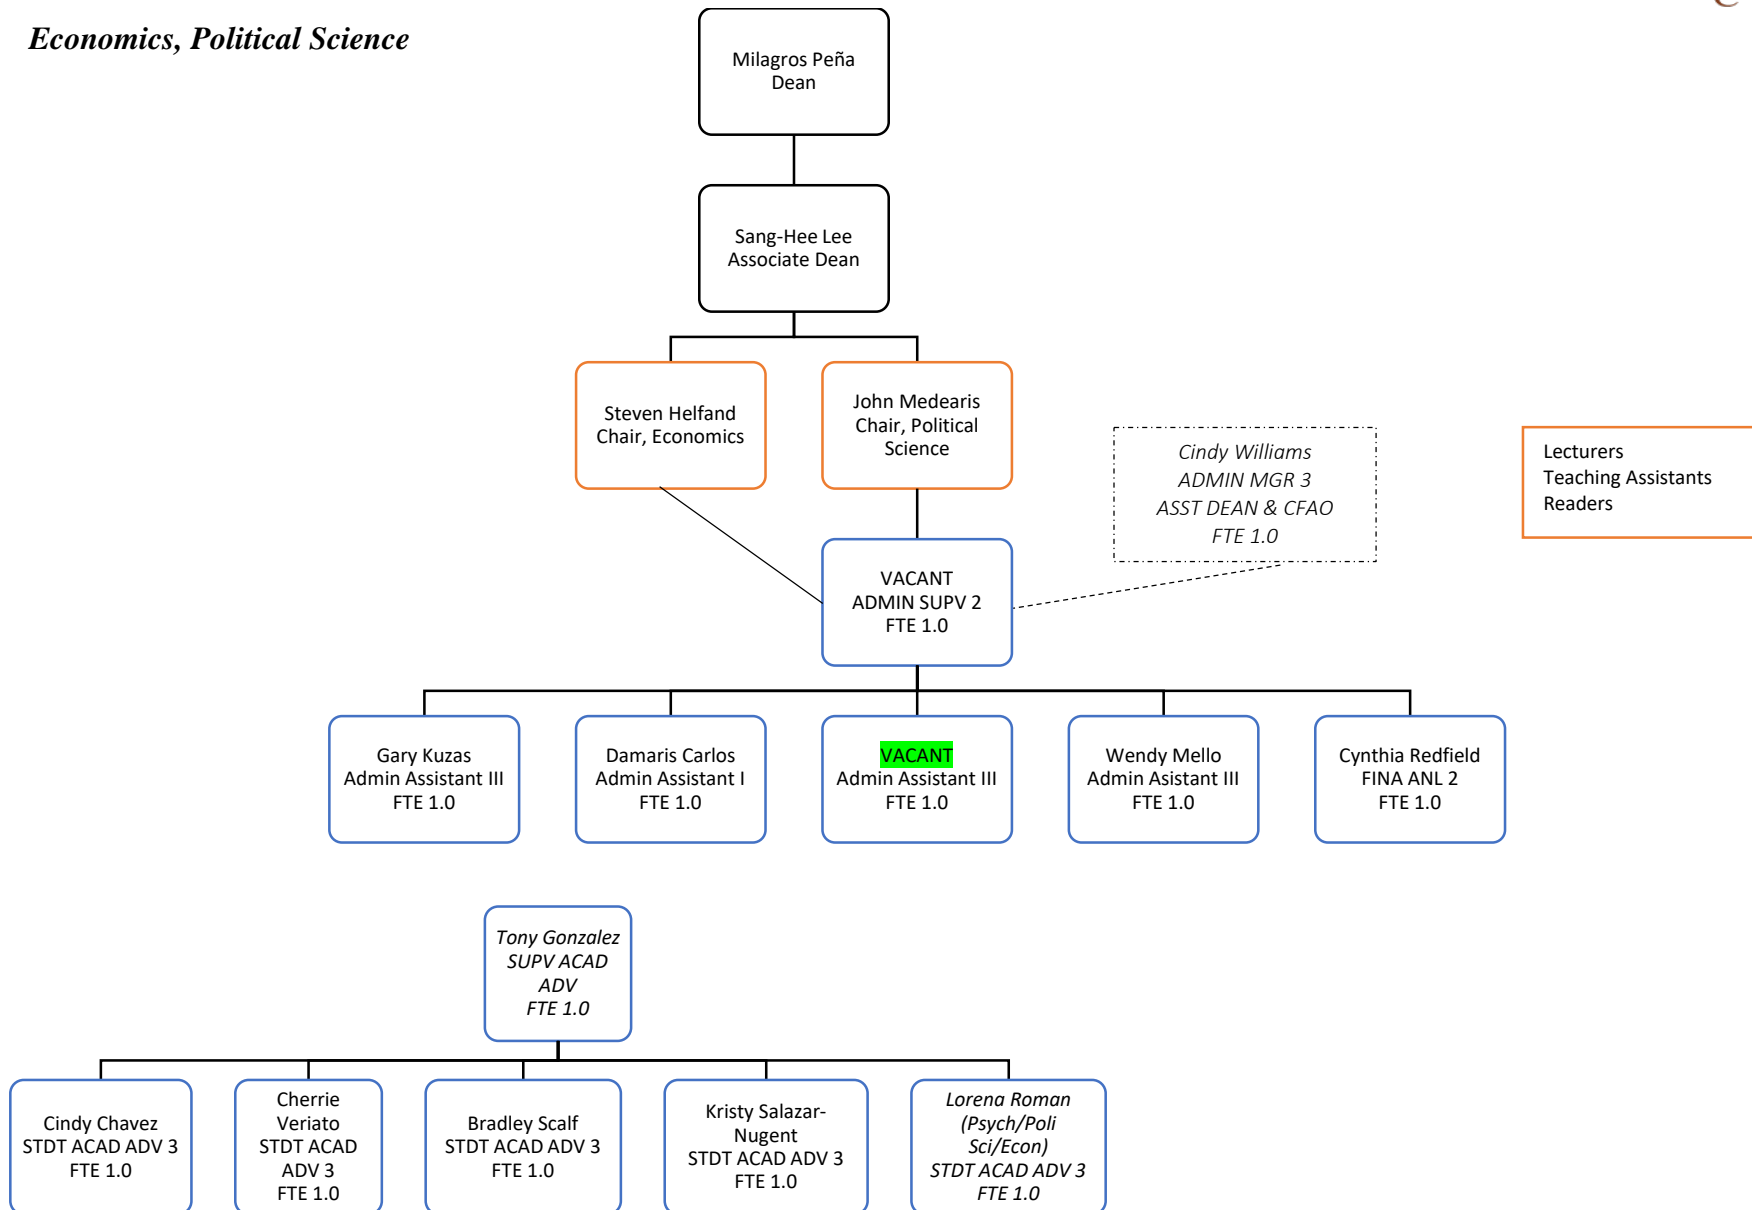 Economics, Political Science
Milagros Peña
Dean
Sang-Hee Lee
Associate Dean
Steven Helfand
Chair, Economics
John Medearis
Chair, Political
Science
Cindy Williams
ADMIN MGR 3
ASST DEAN & CFAO
FTE 1.0
Lecturers
Teaching Assistants
Readers
VACANT
ADMIN SUPV 2
FTE 1.0
Gary Kuzas
Admin Assistant III
FTE 1.0
Damaris Carlos
Admin Assistant I
FTE 1.0
VACANT
Admin Assistant III
FTE 1.0
Wendy Mello
Admin Asistant III
FTE 1.0
Cynthia Redfield
FINA ANL 2
FTE 1.0
Tony Gonzalez
SUPV ACAD
ADV
FTE 1.0
Cindy Chavez
STDT ACAD ADV 3
FTE 1.0
Cherrie
Veriato
STDT ACAD
ADV 3
FTE 1.0
Bradley Scalf
STDT ACAD ADV 3
FTE 1.0
Kristy Salazar-
Nugent
STDT ACAD ADV 3
FTE 1.0
Lorena Roman
(Psych/Poli
Sci/Econ)
STDT ACAD ADV 3
FTE 1.0